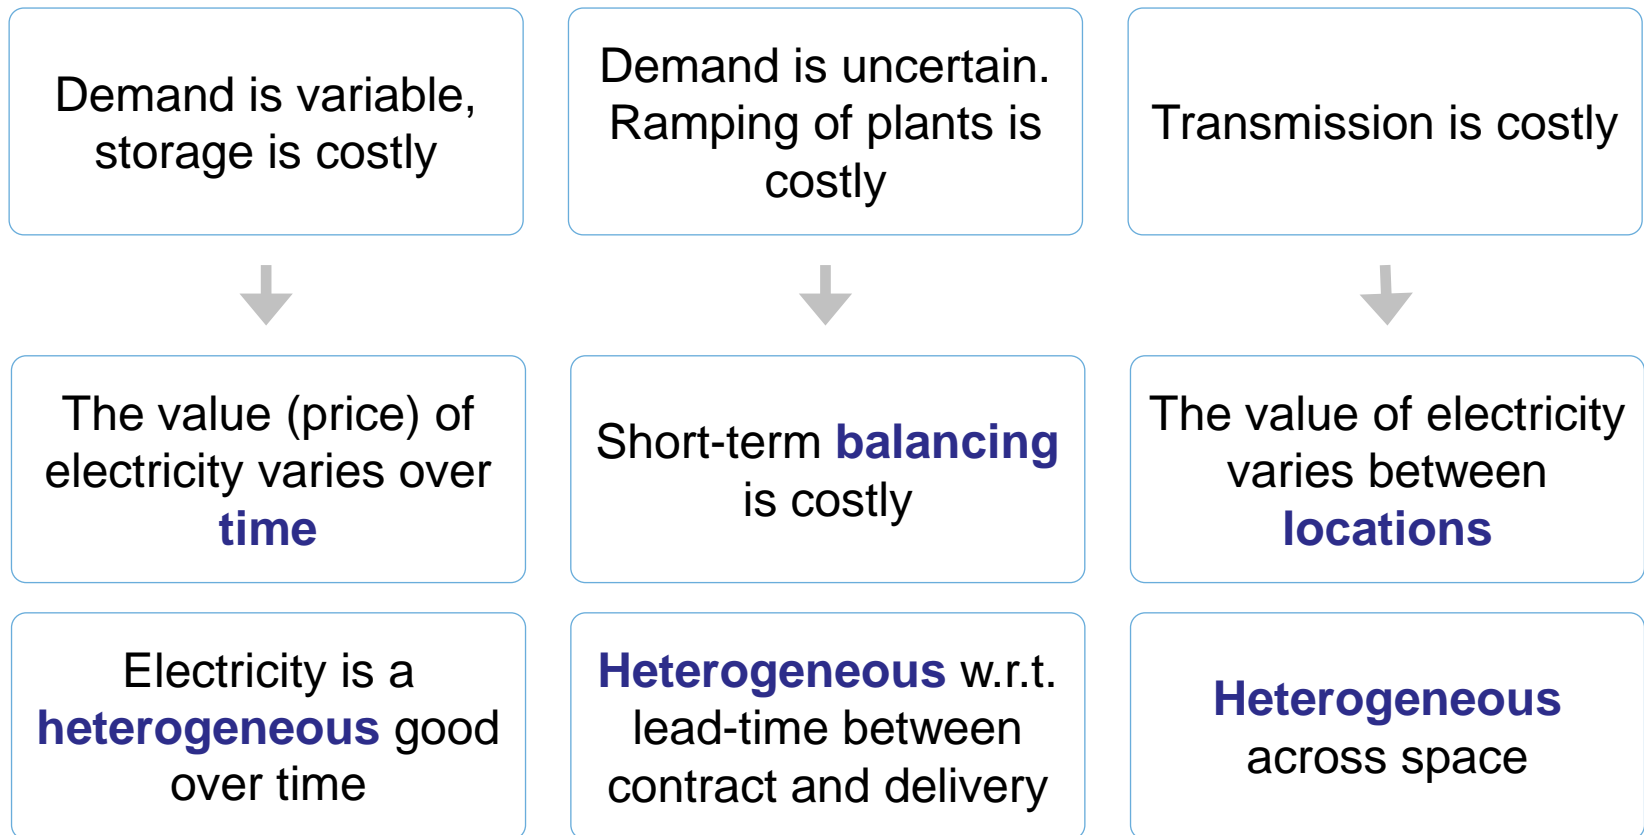 Demand is variable,
storage is costly
Demand is uncertain.
Ramping of plants is
costly
Transmission is costly
The value (price) of
electricity varies over
time
Short-term balancing
is costly
The value of electricity
varies between
locations
Electricity is a
heterogeneous good
over time
Heterogeneous w.r.t.
lead-time between
contract and delivery
Heterogeneous
across space